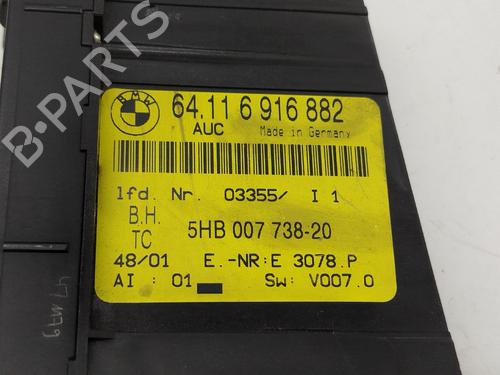 BMW
64.11 6 916 882
AUC Made in Germany
lfd. Nr. 03355/ I 1
B.H.
TC 5HB 007 738-20
48/01 E.-NR:E 3078.P
AI : 01 SW: V007.0